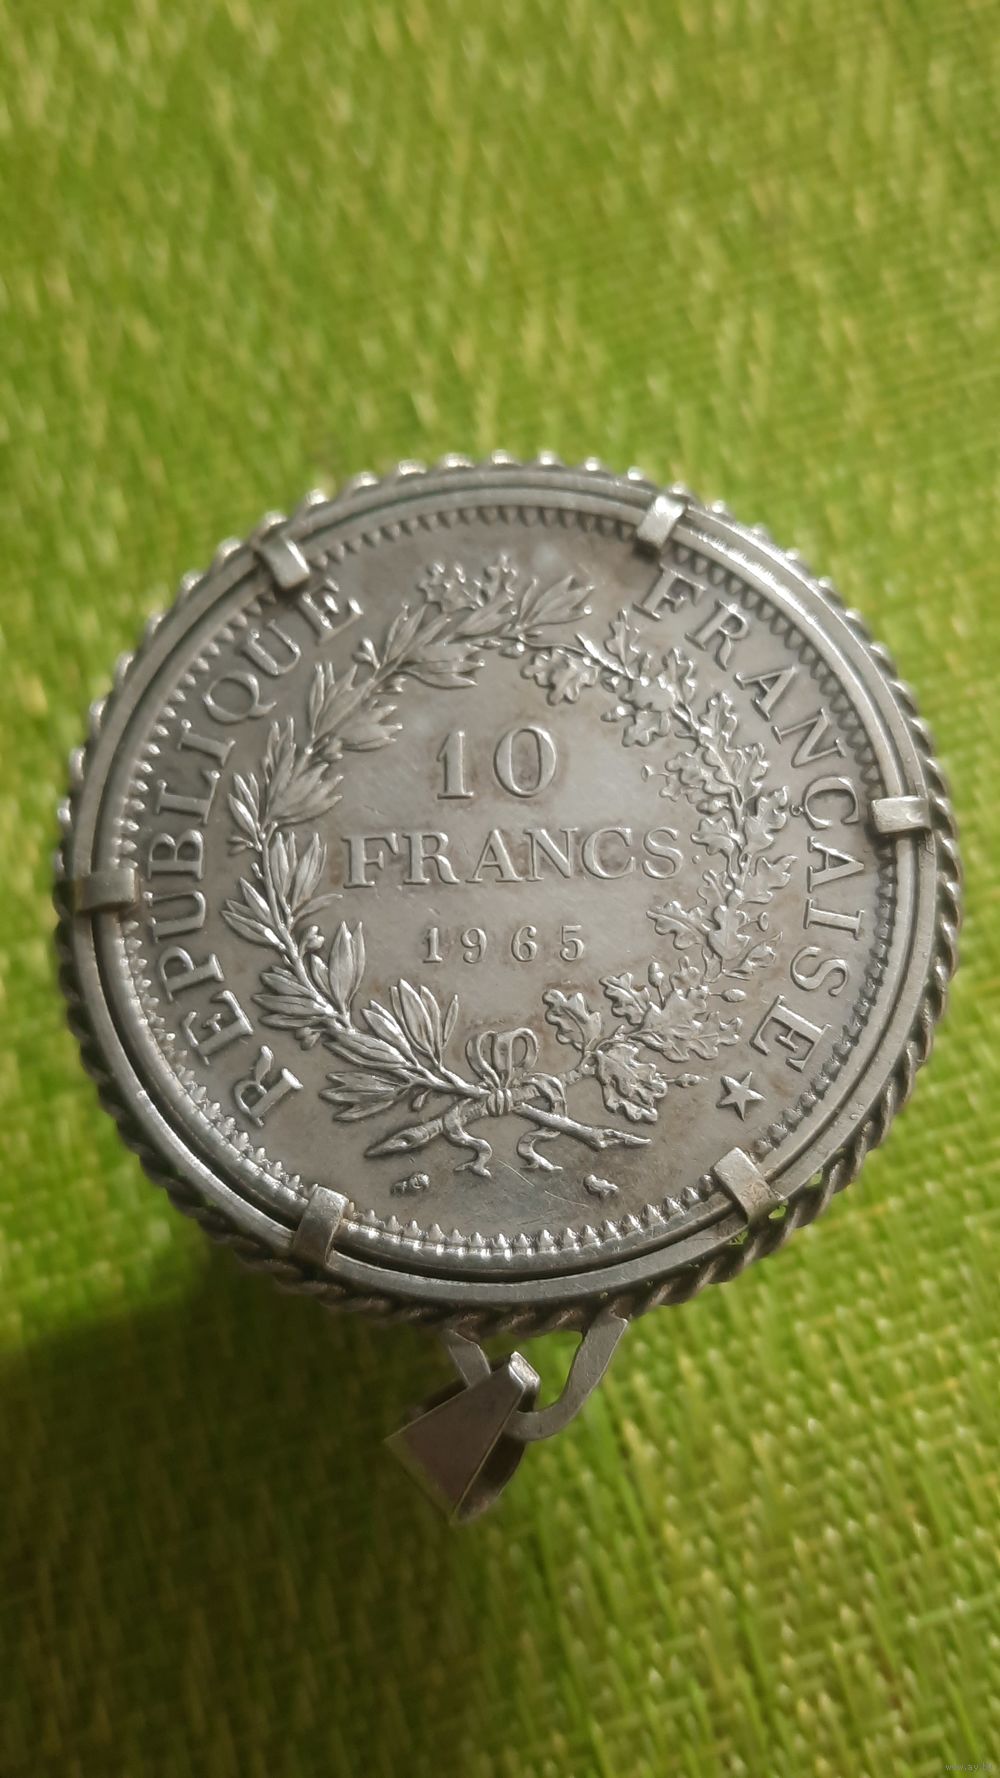 RÉPUBLIQUE FRANÇAISE
10
FRANCS
1965